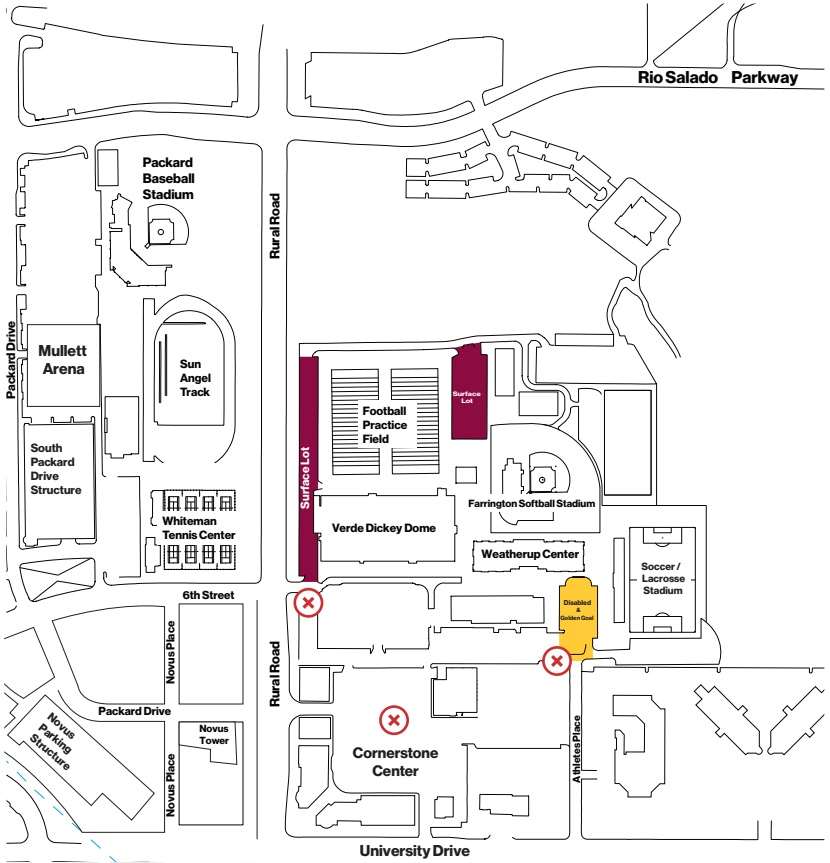 Rio Salado Parkway
Packard
Baseball
Stadium
Rural Road
Packard Drive
Mullett
Arena
Sun
Angel
Track
Surface
Lot
Football
Practice
Field
South
Packard
Drive
Structure
Surface Lot
Farrington Softball Stadium
Whiteman
Tennis Center
Verde Dickey Dome
Weatherup Center
Soccer /
Lacrosse
Stadium
6th Street
Disabled
&
Golden Goal
Novus Place
Rural Road
Packard Drive
Novus
Parking
Structure
Novus
Tower
Novus Place
Cornerstone
Center
Athletes Place
University Drive